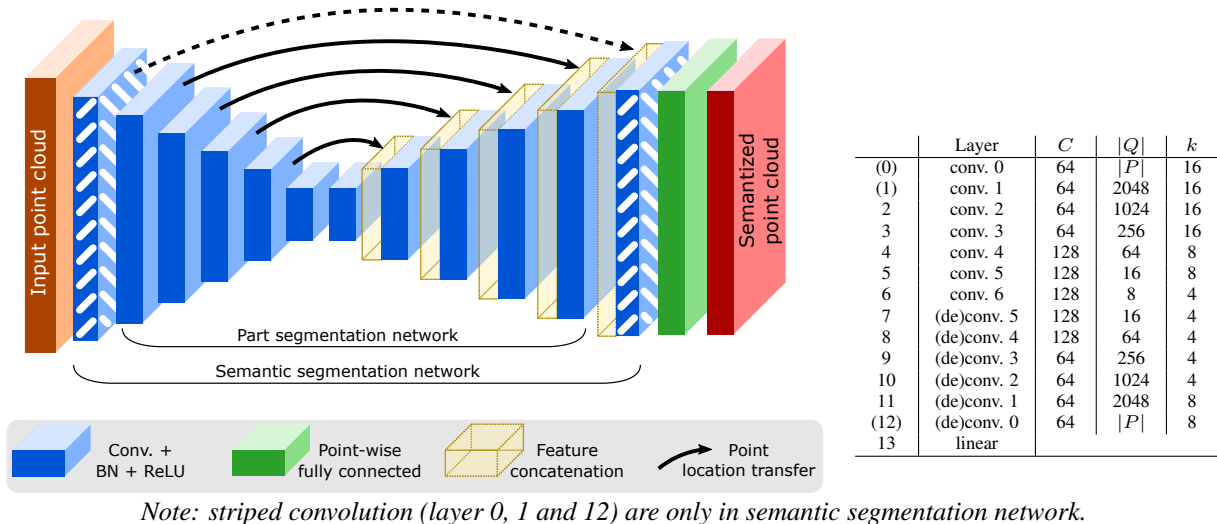 Input point cloud
Semantized
point cloud
Part segmentation network
Semantic segmentation network
Conv. +
BN + ReLU
Point-wise
fully connected
Feature
concatenation
Point
location transfer
Layer C |Q| k
(0) conv. 0 64 |P| 16
(1) conv. 1 64 2048 16
2 conv. 2 64 1024 16
3 conv. 3 64 256 16
4 conv. 4 128 64 8
5 conv. 5 128 16 8
6 conv. 6 128 8 4
7 (de)conv. 5 128 16 4
8 (de)conv. 4 128 64 4
9 (de)conv. 3 64 256 4
10 (de)conv. 2 64 1024 4
11 (de)conv. 1 64 2048 8
(12) (de)conv. 0 64 |P| 8
13 linear
Note: striped convolution (layer 0, 1 and 12) are only in semantic segmentation network.